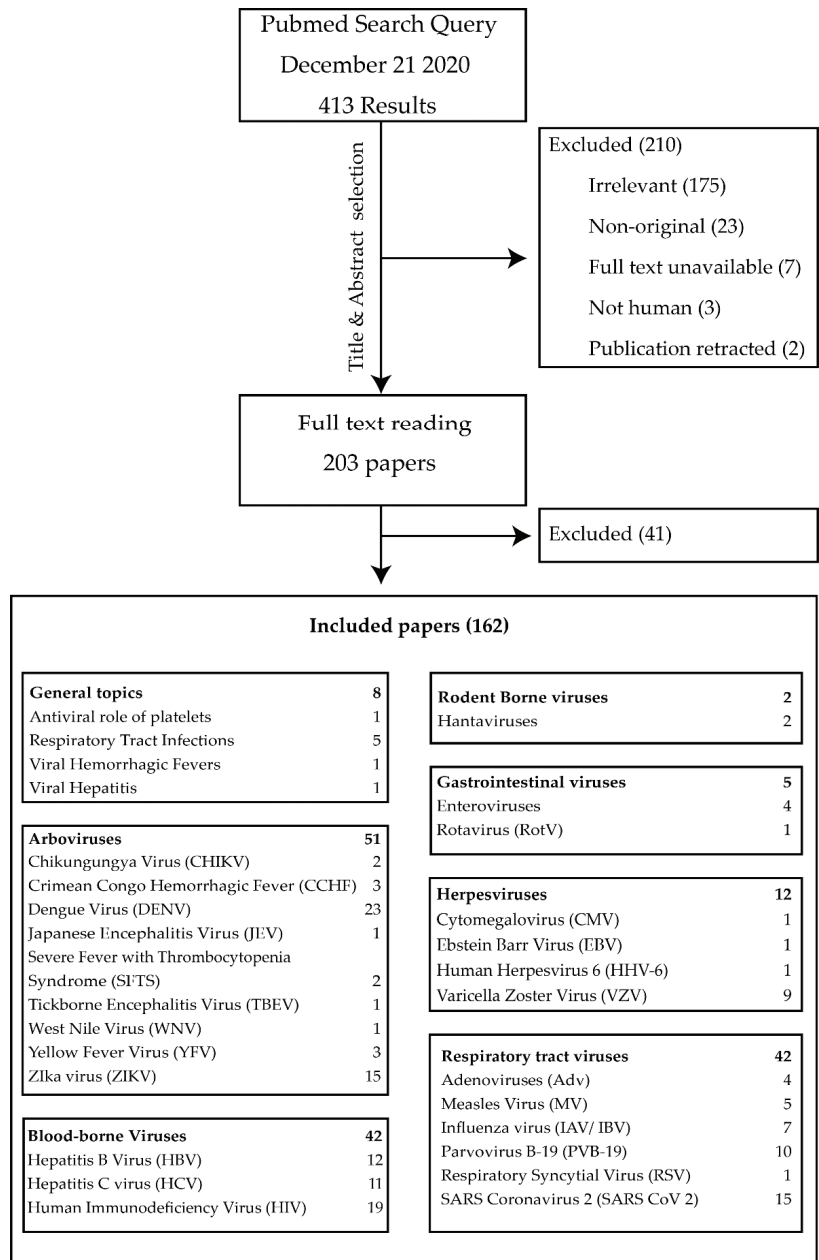 Pubmed Search Query
December 21 2020
413 Results
Title & Abstract selection
Excluded (210)
Irrelevant (175)
Non-original (23)
Full text unavailable (7)
Not human (3)
Publication retracted (2)
Full text reading
203 papers
Excluded (41)
Included papers (162)
General topics 8
Antiviral role of platelets 1
Respiratory Tract Infections 5
Viral Hemorrhagic Fevers 1
Viral Hepatitis 1
Arboviruses 51
Chikungungya Virus (CHIKV) 2
Crimean Congo Hemorrhagic Fever (CCHF) 3
Dengue Virus (DENV) 23
Japanese Encephalitis Virus (JEV) 1
Severe Fever with Thrombocytopenia
Syndrome (SFTS) 2
Tickborne Encephalitis Virus (TBEV) 1
West Nile Virus (WNV) 1
Yellow Fever Virus (YFV) 3
ZIka virus (ZIKV) 15
Blood-borne Viruses 42
Hepatitis B Virus (HBV) 12
Hepatitis C virus (HCV) 11
Human Immunodeficiency Virus (HIV) 19
Rodent Borne viruses 2
Hantaviruses 2
Gastrointestinal viruses 5
Enteroviruses 4
Rotavirus (RotV) 1
Herpesviruses 12
Cytomegalovirus (CMV) 1
Ebstein Barr Virus (EBV) 1
Human Herpesvirus 6 (HHV-6) 1
Varicella Zoster Virus (VZV) 9
Respiratory tract viruses 42
Adenoviruses (Adv) 4
Measles Virus (MV) 5
Influenza virus (IAV/ IBV) 7
Parvovirus B-19 (PVB-19) 10
Respiratory Syncytial Virus (RSV) 1
SARS Coronavirus 2 (SARS CoV 2) 15